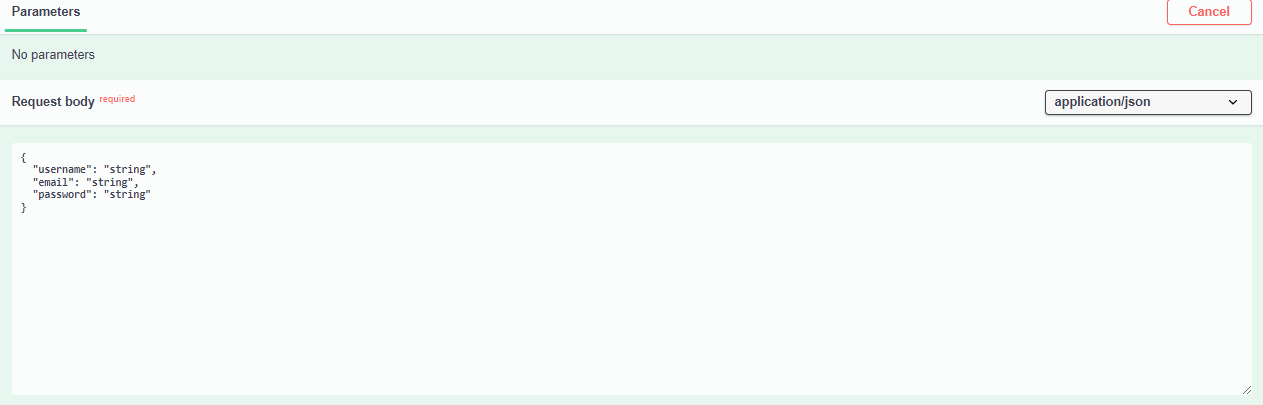 Parameters
Cancel
No parameters
Request body required
application/json
{
  "username": "string",
  "email": "string",
  "password": "string"
}